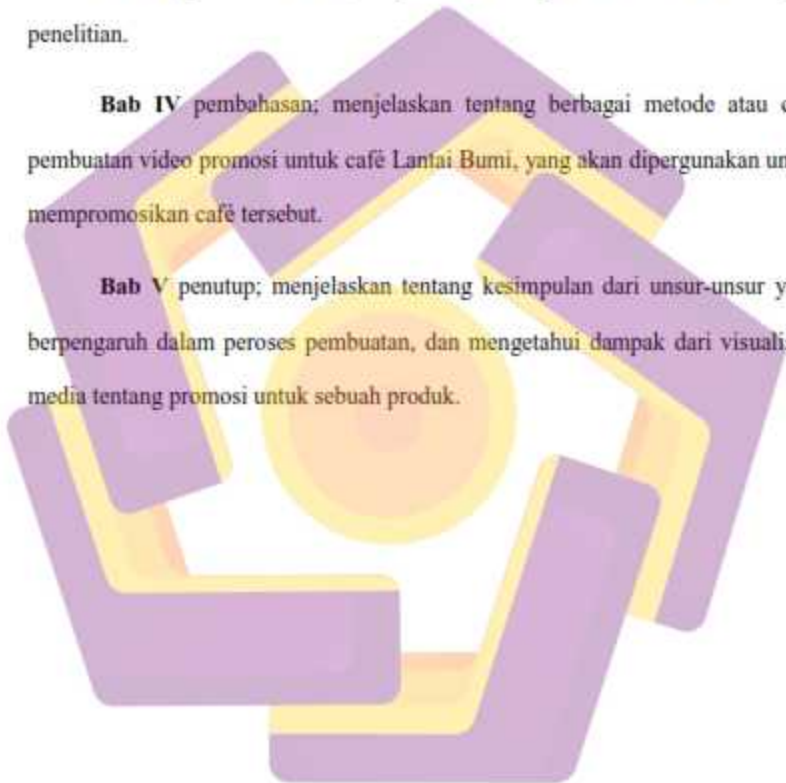 penelitian.
Bab IV pembahasan; menjelaskan tentang berbagai metode atau
pembuatan video promosi untuk café Lantai Bumi, yang akan dipergunakan
mempromosikan café tersebut.
Bab V penutup; menjelaskan tentang kesimpulan dari unsur-unsur
berpengaruh dalam peroses pembuatan, dan mengetahui dampak dari
media tentang promosi untuk sebuah produk.